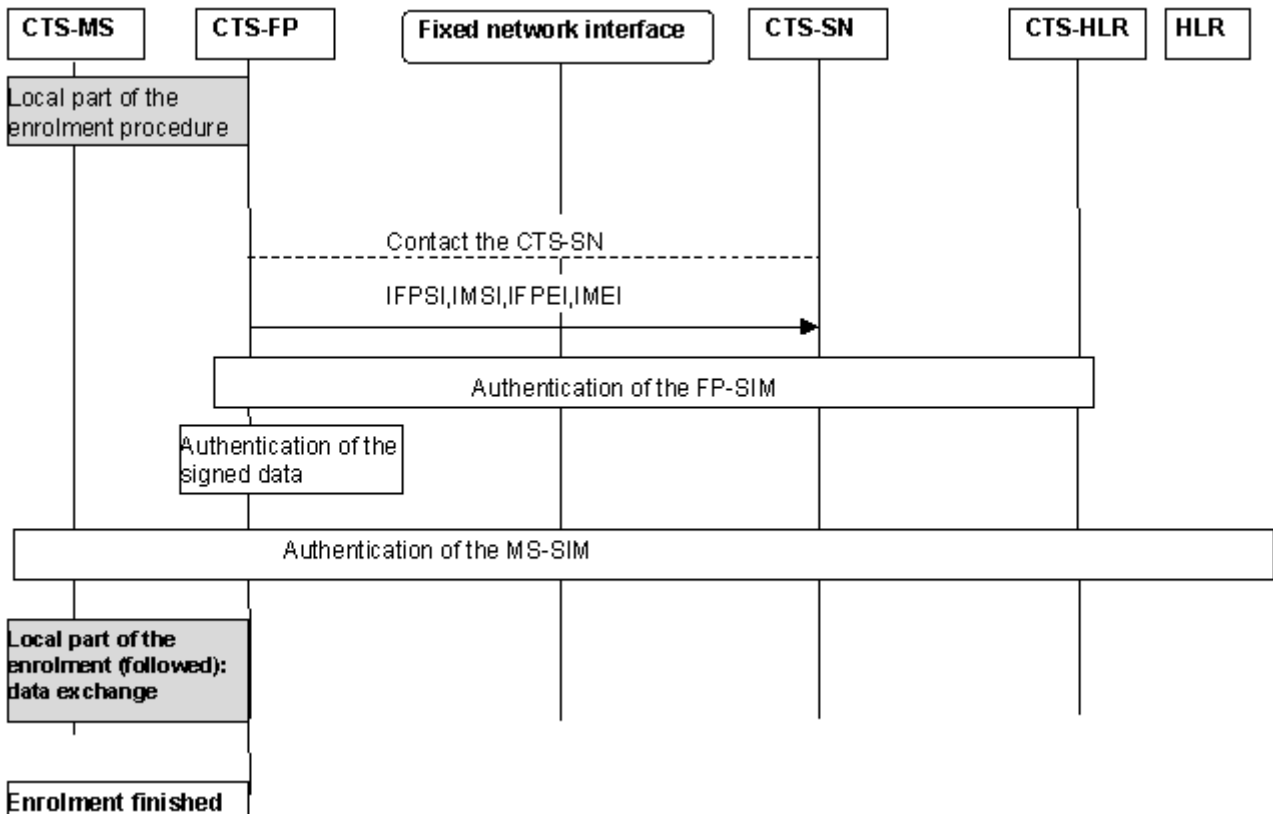 CTS-MS
CTS-FP
Fixed network interface
CTS-SN
CTS-HLR
HLR
Local part of the
enrolment procedure
Contact the CTS-SN
IFPSI,IMSI,IFPEI,IMEI
Authentication of the FP-SIM
Authentication of the
signed data
Authentication of the MS-SIM
Local part of the
enrolment (followed):
data exchange
Enrolment finished